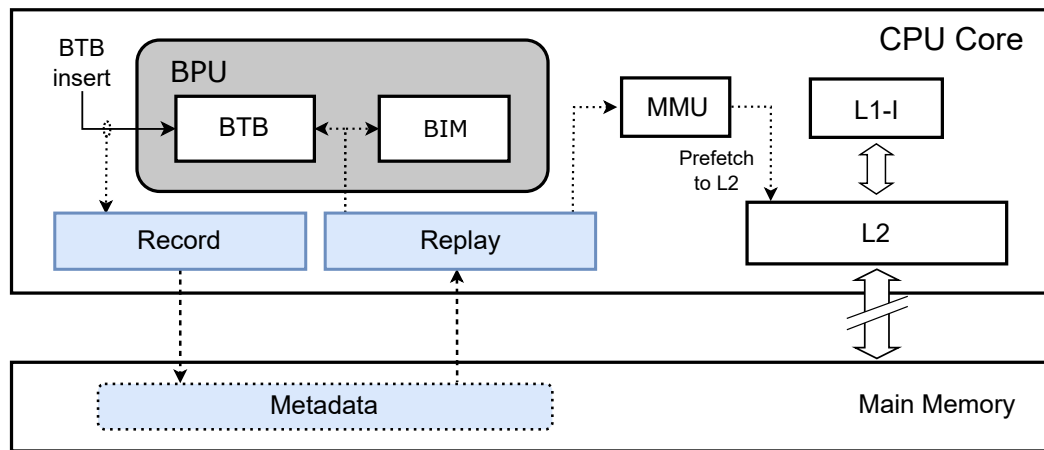 CPU Core
BTB
insert
BPU
BTB
BIM
MMU
L1-I
Prefetch
to L2
Record
Replay
L2
Metadata
Main Memory